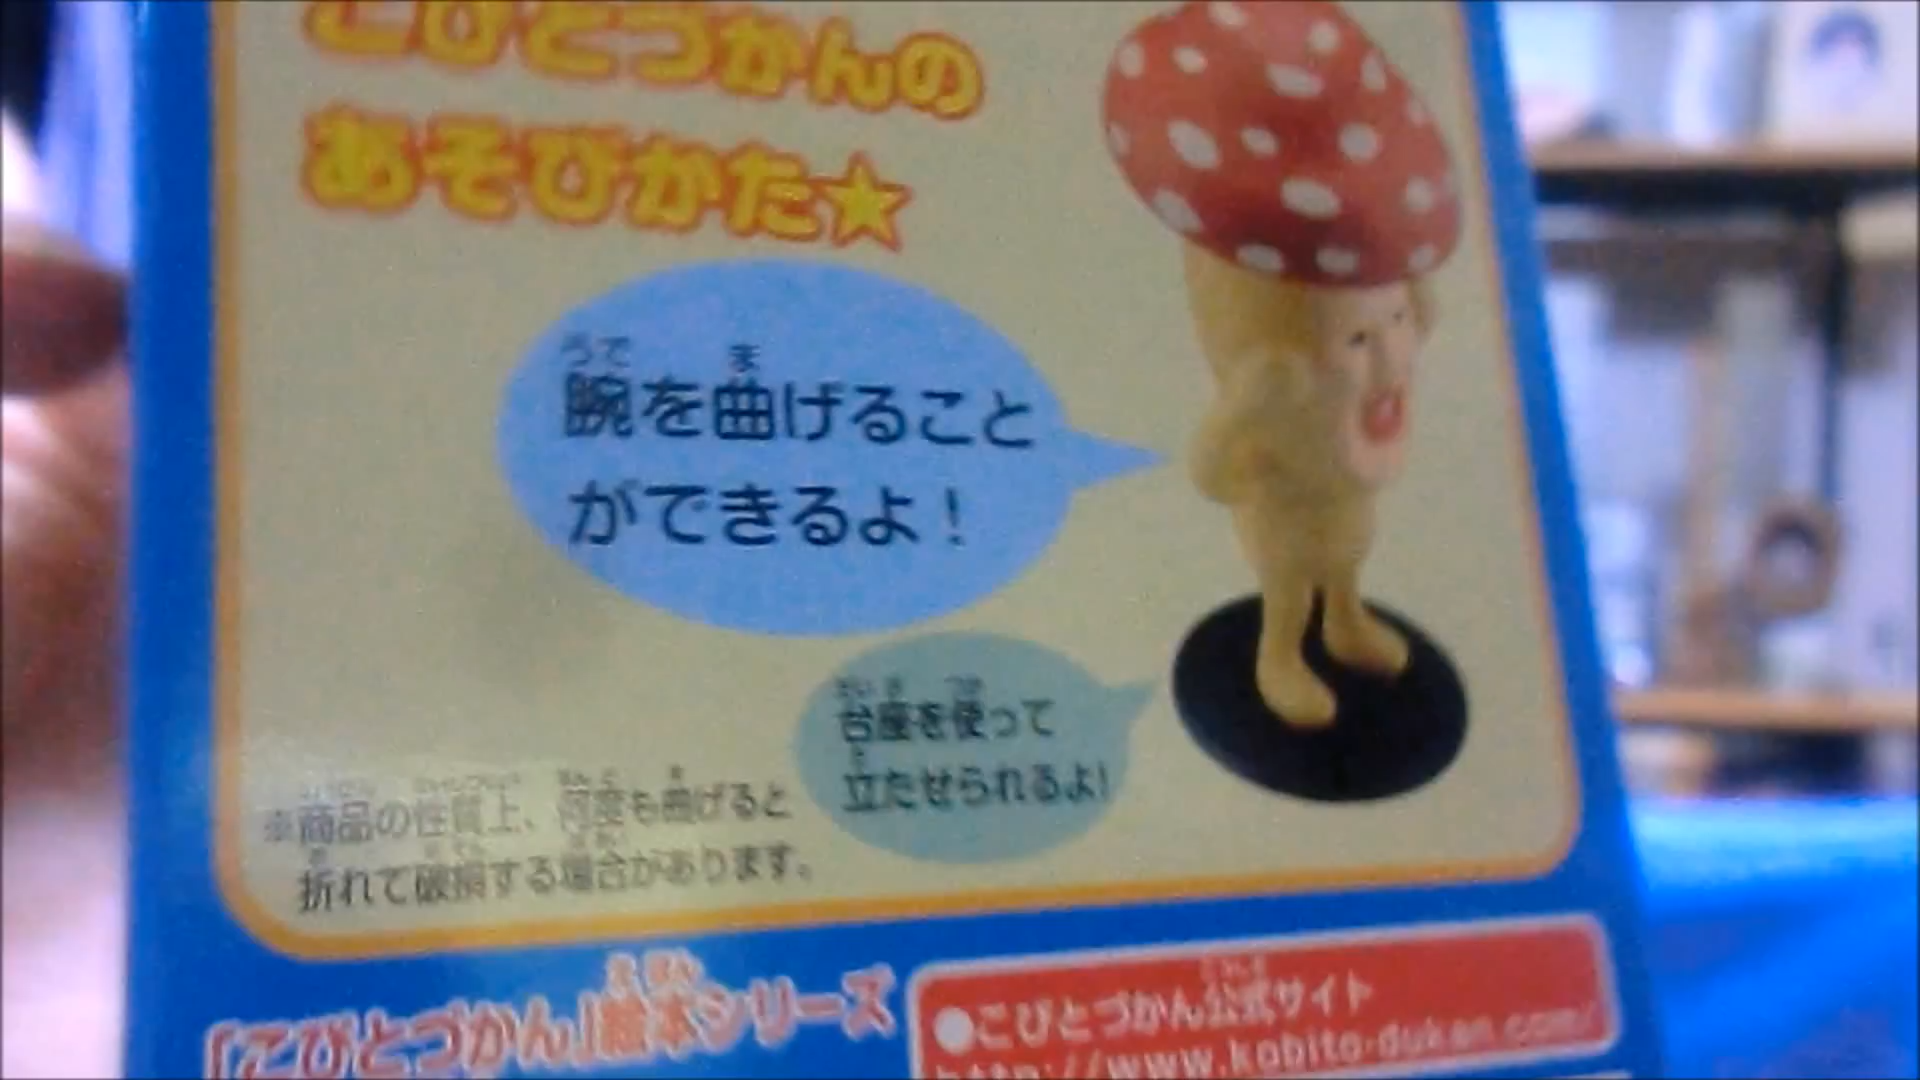 こびとづかんの
あそびかた★
腕を曲げること
ができるよ！
台座を使って
立たせられるよ！
※商品の性質上、何度も曲げると
折れて破損する場合があります。
「こびとづかん」絵本シリーズ
●こびとづかん公式サイト
http://www.kobito-dukan.com/